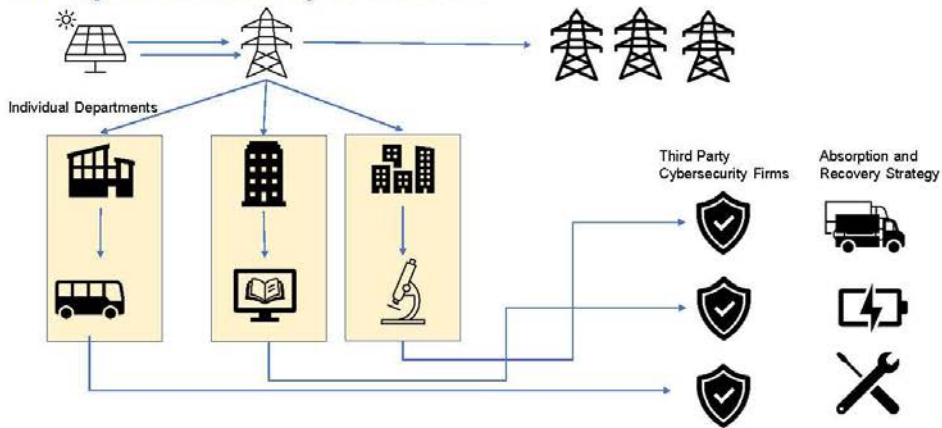 Individual Departments
Third Party
Cybersecurity Firms
Absorption and
Recovery Strategy